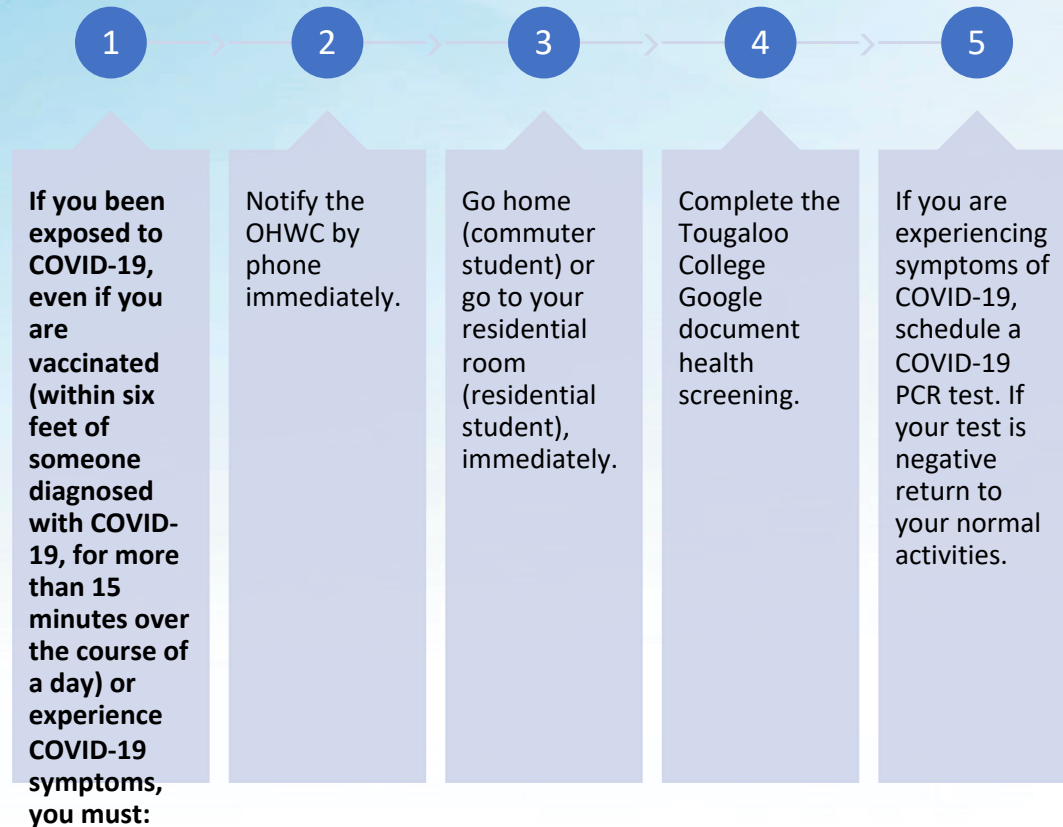 1
2
3
4
5
If you been
exposed to
COVID-19,
even if you
are
vaccinated
(within six
feet of
someone
diagnosed
with COVID-
19, for more
than 15
minutes over
the course of
a day) or
experience
COVID-19
symptoms,
you must:
Notify the
OHWC by
phone
immediately.
Go home
(commuter
student) or
go to your
residential
room
(residential
student),
immediately.
Complete the
Tougaloo
College
Google
document
health
screening.
If you are
experiencing
symptoms of
COVID-19,
schedule a
COVID-19
PCR test. If
your test is
negative
return to
your normal
activities.